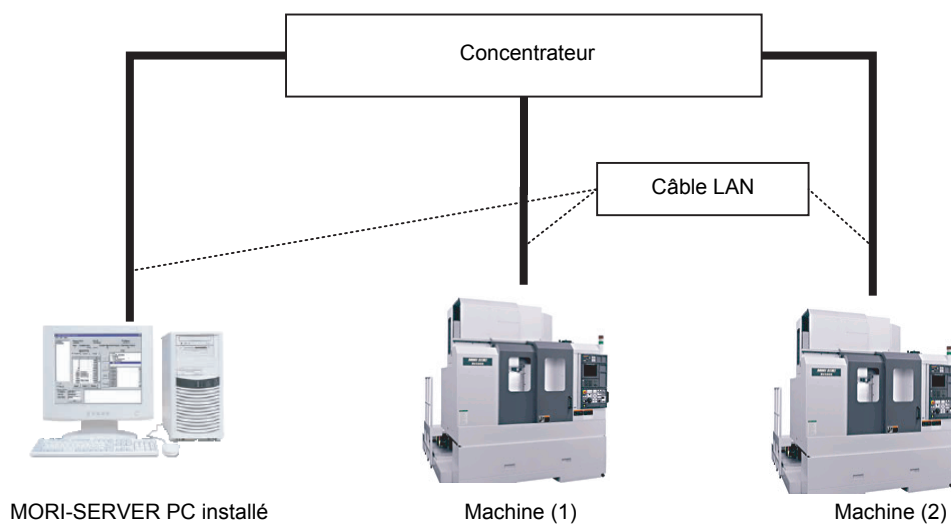 Concentrateur
Câble LAN
MORI-SERVER PC installé
Machine (1)
Machine (2)